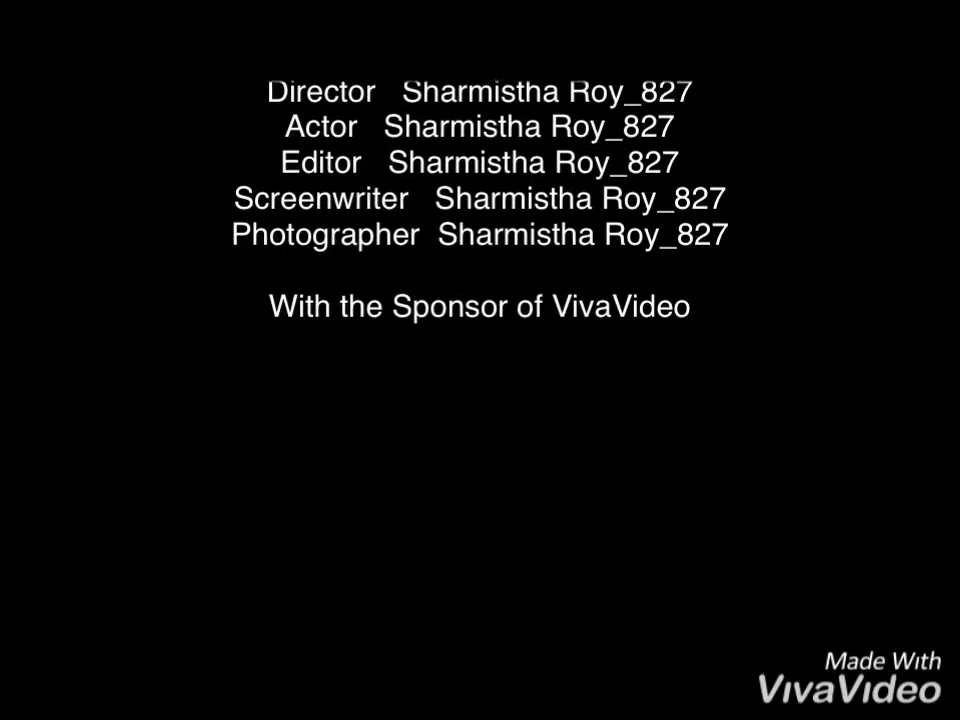 Director Sharmistha Roy_827
Actor Sharmistha Roy_827
Editor Sharmistha Roy_827
Screenwriter Sharmistha Roy_827
Photographer Sharmistha Roy_827
With the Sponsor of VivaVideo
Made With
VivaVideo